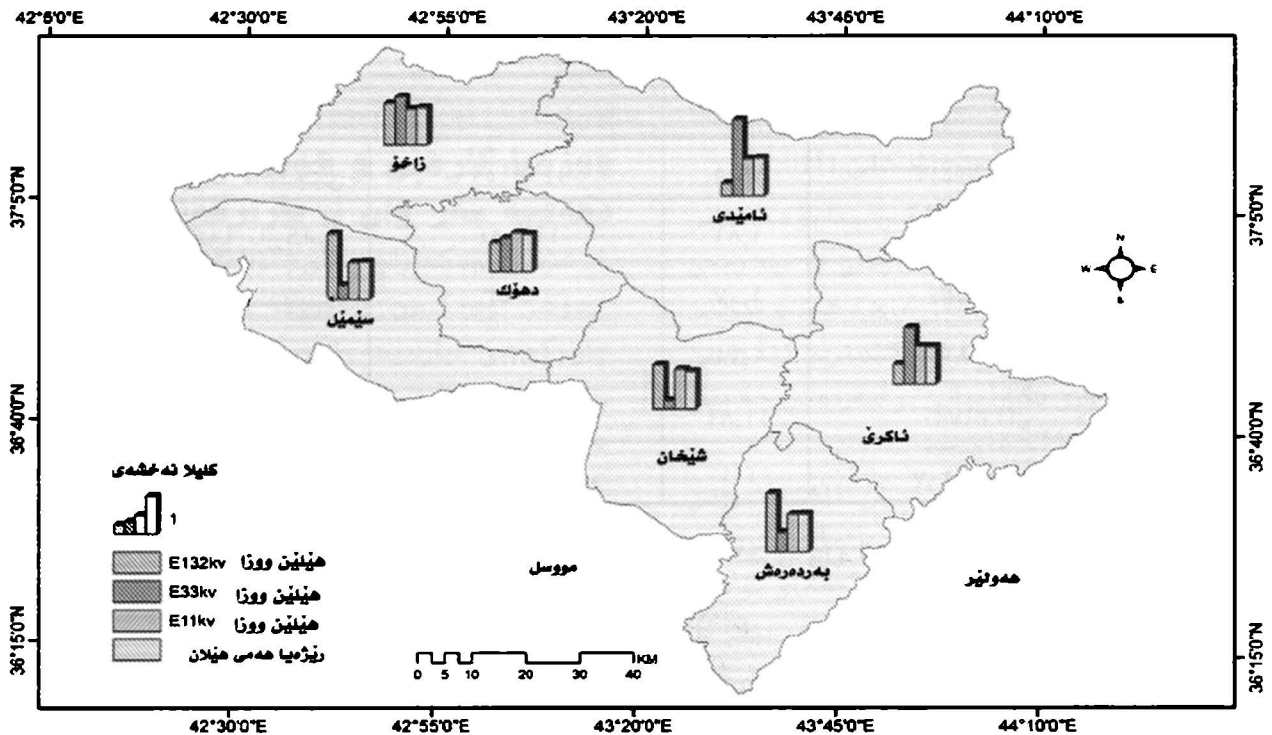 42°5'0"E 42°30'0"E 42°55'0"E 43°20'0"E 43°45'0"E 44°10'0"E
زاخۆ
37°5'0"N
37°5'0"N
ئامێدی
N
W E
S
دهۆك
سێمێل
ئاكرێ
36°40'0"N
36°40'0"N
شێخان
كلیلا نەخشەی
1
E132kv هێلێن ووزا
E33kv هێلێن ووزا
E11kv هێلێن ووزا
رێژەیا هەمی هێلان
مووسل
بەردەرەش
هەولێر
36°15'0"N
36°15'0"N
KM
0 5 10 20 30 40
42°30'0"E 42°55'0"E 43°20'0"E 43°45'0"E 44°10'0"E